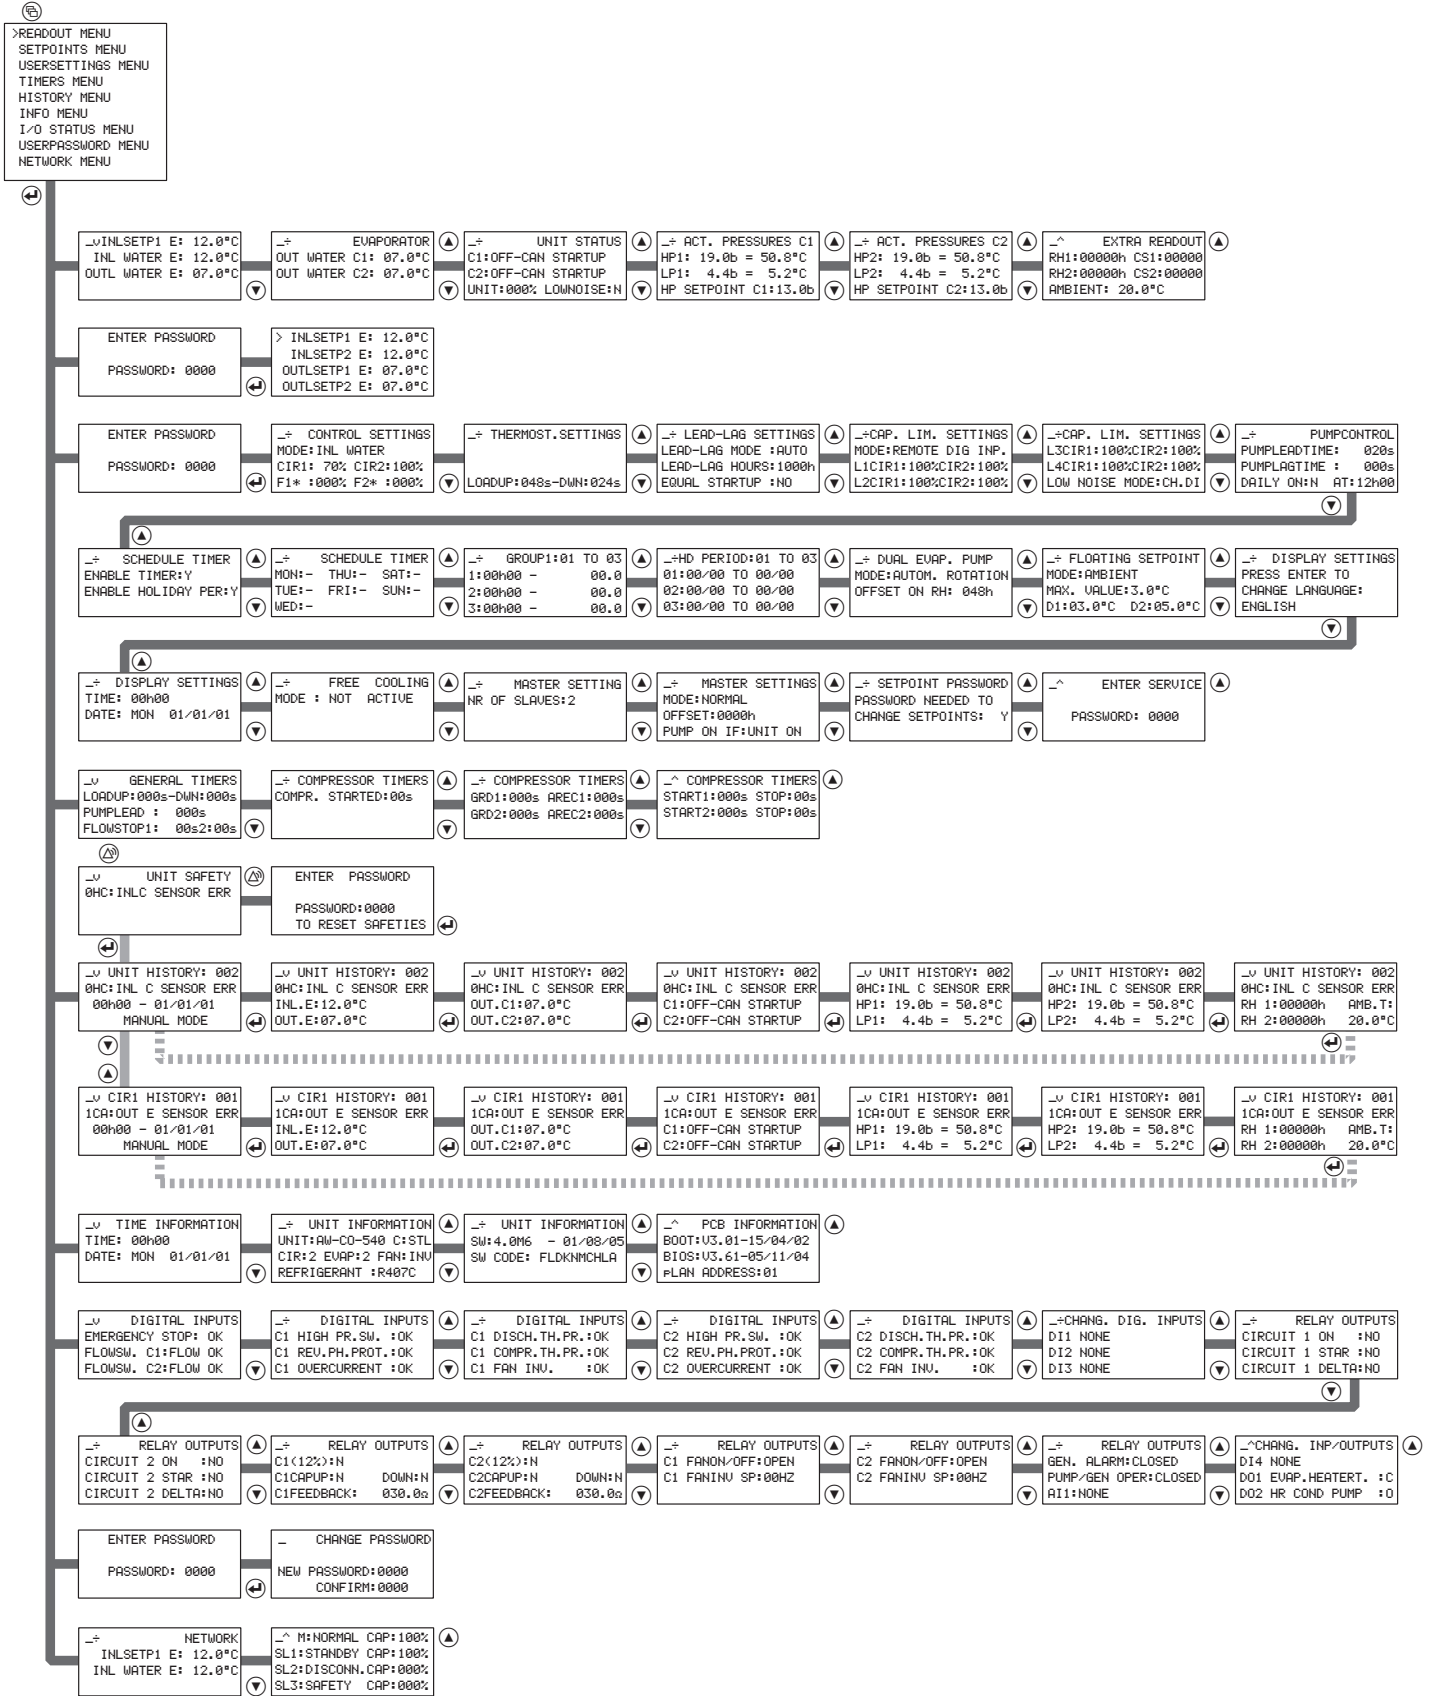 >READOUT MENU
SETPOINTS MENU
USERSETTINGS MENU
TIMERS MENU
HISTORY MENU
INFO MENU
I/O STATUS MENU
USERPASSWORD MENU
NETWORK MENU
_vINLSETP1 E: 12.0°C
INL WATER E: 12.0°C
OUTL WATER E: 07.0°C
_÷ EVAPORATOR
OUT WATER C1: 07.0°C
OUT WATER C2: 07.0°C
_÷ UNIT STATUS
C1:OFF-CAN STARTUP
C2:OFF-CAN STARTUP
UNIT:000% LOWNOISE:N
_÷ ACT. PRESSURES C1
HP1: 19.0b = 50.8°C
LP1: 4.4b = 5.2°C
HP SETPOINT C1:13.0b
_÷ ACT. PRESSURES C2
HP2: 19.0b = 50.8°C
LP2: 4.4b = 5.2°C
HP SETPOINT C2:13.0b
_^ EXTRA READOUT
RH1:00000h CS1:00000
RH2:00000h CS2:00000
AMBIENT: 20.0°C
ENTER PASSWORD
PASSWORD: 0000
> INLSETP1 E: 12.0°C
INLSETP2 E: 12.0°C
OUTLSETP1 E: 07.0°C
OUTLSETP2 E: 07.0°C
ENTER PASSWORD
PASSWORD: 0000
_÷ CONTROL SETTINGS
MODE:INL WATER
CIR1: 70% CIR2:100%
F1* :000% F2* :000%
_÷ THERMOST.SETTINGS
LOADUP:048s-DWN:024s
_÷ LEAD-LAG SETTINGS
LEAD-LAG MODE :AUTO
LEAD-LAG HOURS:1000h
EQUAL STARTUP :NO
_÷CAP. LIM. SETTINGS
MODE:REMOTE DIG INP.
L1CIR1:100%CIR2:100%
L2CIR1:100%CIR2:100%
_÷CAP. LIM. SETTINGS
L3CIR1:100%CIR2:100%
L4CIR1:100%CIR2:100%
LOW NOISE MODE:CH.DI
_÷ PUMPCONTROL
PUMPLEADTIME: 020s
PUMPLAGTIME : 000s
DAILY ON:N AT:12h00
_÷ SCHEDULE TIMER
ENABLE TIMER:Y
ENABLE HOLIDAY PER:Y
_÷ SCHEDULE TIMER
MON:- THU:- SAT:-
TUE:- FRI:- SUN:-
WED:-
_÷ GROUP1:01 TO 03
1:00h00 - 00.0
2:00h00 - 00.0
3:00h00 - 00.0
_÷HD PERIOD:01 TO 03
01:00/00 TO 00/00
02:00/00 TO 00/00
03:00/00 TO 00/00
_÷ DUAL EVAP. PUMP
MODE:AUTOM. ROTATION
OFFSET ON RH: 048h
_÷ FLOATING SETPOINT
MODE:AMBIENT
MAX. VALUE:3.0°C
D1:03.0°C D2:05.0°C
_÷ DISPLAY SETTINGS
PRESS ENTER TO
CHANGE LANGUAGE:
ENGLISH
_÷ DISPLAY SETTINGS
TIME: 00h00
DATE: MON 01/01/01
_÷ FREE COOLING
MODE : NOT ACTIVE
_÷ MASTER SETTING
NR OF SLAVES:2
_÷ MASTER SETTINGS
MODE:NORMAL
OFFSET:0000h
PUMP ON IF:UNIT ON
_÷ SETPOINT PASSWORD
PASSWORD NEEDED TO
CHANGE SETPOINTS: Y
_^ ENTER SERVICE
PASSWORD: 0000
_v GENERAL TIMERS
LOADUP:000s-DWN:000s
PUMPLEAD : 000s
FLOWSTOP1: 00s2:00s
_÷ COMPRESSOR TIMERS
COMPR. STARTED:00s
_÷ COMPRESSOR TIMERS
GRD1:000s AREC1:000s
GRD2:000s AREC2:000s
_^ COMPRESSOR TIMERS
START1:000s STOP:00s
START2:000s STOP:00s
_v UNIT SAFETY
0HC:INLC SENSOR ERR
ENTER PASSWORD
PASSWORD:0000
TO RESET SAFETIES
_v UNIT HISTORY: 002
0HC:INL C SENSOR ERR
00h00 - 01/01/01
MANUAL MODE
_v UNIT HISTORY: 002
0HC:INL C SENSOR ERR
INL.E:12.0°C
OUT.E:07.0°C
_v UNIT HISTORY: 002
0HC:INL C SENSOR ERR
OUT.C1:07.0°C
OUT.C2:07.0°C
_v UNIT HISTORY: 002
0HC:INL C SENSOR ERR
C1:OFF-CAN STARTUP
C2:OFF-CAN STARTUP
_v UNIT HISTORY: 002
0HC:INL C SENSOR ERR
HP1: 19.0b = 50.8°C
LP1: 4.4b = 5.2°C
_v UNIT HISTORY: 002
0HC:INL C SENSOR ERR
HP2: 19.0b = 50.8°C
LP2: 4.4b = 5.2°C
_v UNIT HISTORY: 002
0HC:INL C SENSOR ERR
RH 1:00000h AMB.T:
RH 2:00000h 20.0°C
_v CIR1 HISTORY: 001
1CA:OUT E SENSOR ERR
00h00 - 01/01/01
MANUAL MODE
_v CIR1 HISTORY: 001
1CA:OUT E SENSOR ERR
INL.E:12.0°C
OUT.E:07.0°C
_v CIR1 HISTORY: 001
1CA:OUT E SENSOR ERR
OUT.C1:07.0°C
OUT.C2:07.0°C
_v CIR1 HISTORY: 001
1CA:OUT E SENSOR ERR
C1:OFF-CAN STARTUP
C2:OFF-CAN STARTUP
_v CIR1 HISTORY: 001
1CA:OUT E SENSOR ERR
HP1: 19.0b = 50.8°C
LP1: 4.4b = 5.2°C
_v CIR1 HISTORY: 001
1CA:OUT E SENSOR ERR
HP2: 19.0b = 50.8°C
LP2: 4.4b = 5.2°C
_v CIR1 HISTORY: 001
1CA:OUT E SENSOR ERR
RH 1:00000h AMB.T:
RH 2:00000h 20.0°C
_v TIME INFORMATION
TIME: 00h00
DATE: MON 01/01/01
_÷ UNIT INFORMATION
UNIT:AW-CO-540 C:STL
CIR:2 EVAP:2 FAN:INV
REFRIGERANT :R407C
_÷ UNIT INFORMATION
SW:4.0M6 - 01/08/05
SW CODE: FLDKNMCHLA
_^ PCB INFORMATION
BOOT:V3.01-15/04/02
BIOS:V3.61-05/11/04
pLAN ADDRESS:01
_v DIGITAL INPUTS
EMERGENCY STOP: OK
FLOWSW. C1:FLOW OK
FLOWSW. C2:FLOW OK
_÷ DIGITAL INPUTS
C1 HIGH PR.SW. :OK
C1 REV.PH.PROT.:OK
C1 OVERCURRENT :OK
_÷ DIGITAL INPUTS
C1 DISCH.TH.PR.:OK
C1 COMPR.TH.PR.:OK
C1 FAN INV. :OK
_÷ DIGITAL INPUTS
C2 HIGH PR.SW. :OK
C2 REV.PH.PROT.:OK
C2 OVERCURRENT :OK
_÷ DIGITAL INPUTS
C2 DISCH.TH.PR.:OK
C2 COMPR.TH.PR.:OK
C2 FAN INV. :OK
_÷CHANG. DIG. INPUTS
DI1 NONE
DI2 NONE
DI3 NONE
_÷ RELAY OUTPUTS
CIRCUIT 1 ON :NO
CIRCUIT 1 STAR :NO
CIRCUIT 1 DELTA:NO
_÷ RELAY OUTPUTS
CIRCUIT 2 ON :NO
CIRCUIT 2 STAR :NO
CIRCUIT 2 DELTA:NO
_÷ RELAY OUTPUTS
C1(12%):N
C1CAPUP:N DOWN:N
C1FEEDBACK: 030.0Ω
_÷ RELAY OUTPUTS
C2(12%):N
C2CAPUP:N DOWN:N
C2FEEDBACK: 030.0Ω
_÷ RELAY OUTPUTS
C1 FANON/OFF:OPEN
C1 FANINV SP:00HZ
_÷ RELAY OUTPUTS
C2 FANON/OFF:OPEN
C2 FANINV SP:00HZ
_÷ RELAY OUTPUTS
GEN. ALARM:CLOSED
PUMP/GEN OPER:CLOSED
AI1:NONE
_^CHANG. INP/OUTPUTS
DI4 NONE
DO1 EVAP.HEATERT. :C
DO2 HR COND PUMP :O
ENTER PASSWORD
PASSWORD: 0000
_ CHANGE PASSWORD
NEW PASSWORD:0000
CONFIRM:0000
_÷ NETWORK
INLSETP1 E: 12.0°C
INL WATER E: 12.0°C
_^ M:NORMAL CAP:100%
SL1:STANDBY CAP:100%
SL2:DISCONN.CAP:000%
SL3:SAFETY CAP:000%